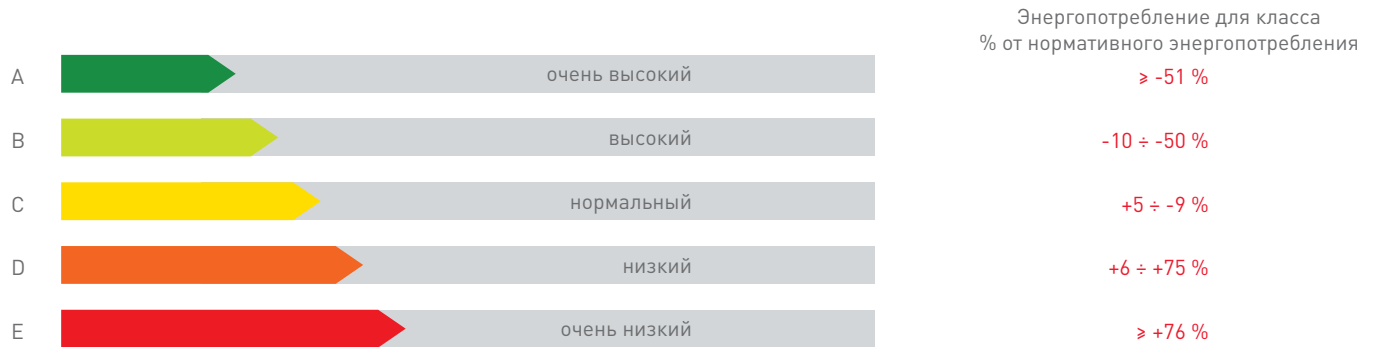 Энергопотребление для класса
% от нормативного энергопотребления
A очень высокий ⩾ -51 %
B высокий -10 ÷ -50 %
C нормальный +5 ÷ -9 %
D низкий +6 ÷ +75 %
E очень низкий ⩾ +76 %